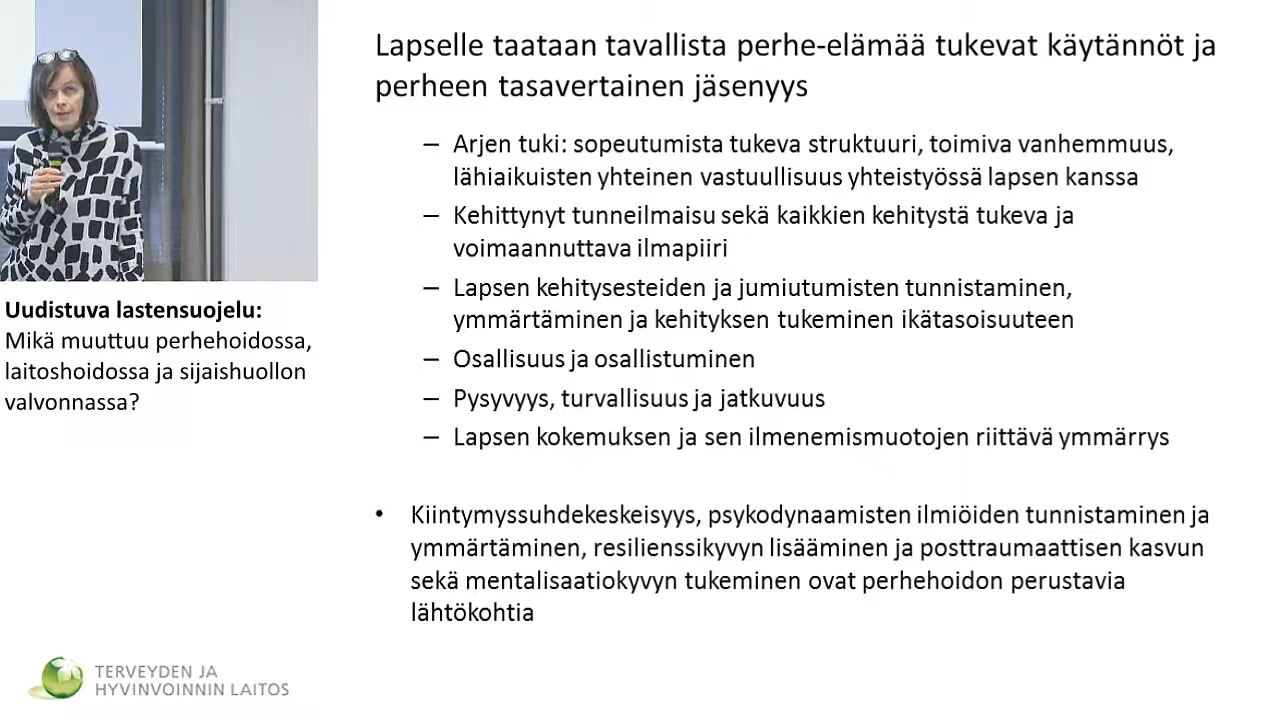 Lapselle taataan tavallista perhe-elämää tukevat käytännöt ja
perheen tasavertainen jäsenyys
– Arjen tuki: sopeutumista tukeva struktuuri, toimiva vanhemmuus,
lähiaikuisten yhteinen vastuullisuus yhteistyössä lapsen kanssa
– Kehittynyt tunneilmaisu sekä kaikkien kehitystä tukeva ja
voimaannuttava ilmapiiri
– Lapsen kehitysesteiden ja jumiutumisten tunnistaminen,
ymmärtäminen ja kehityksen tukeminen ikätasoisuuteen
– Osallisuus ja osallistuminen
– Pysyvyys, turvallisuus ja jatkuvuus
– Lapsen kokemuksen ja sen ilmenemismuotojen riittävä ymmärrys
• Kiintymyssuhdekeskeisyys, psykodynaamisten ilmiöiden tunnistaminen ja
ymmärtäminen, resilienssikyvyn lisääminen ja posttraumaattisen kasvun
sekä mentalisaatiokyvyn tukeminen ovat perhehoidon perustavia
lähtökohtia
Uudistuva lastensuojelu:
Mikä muuttuu perhehoidossa,
laitoshoidossa ja sijaishuollon
valvonnassa?
TERVEYDEN JA
HYVINVOINNIN LAITOS